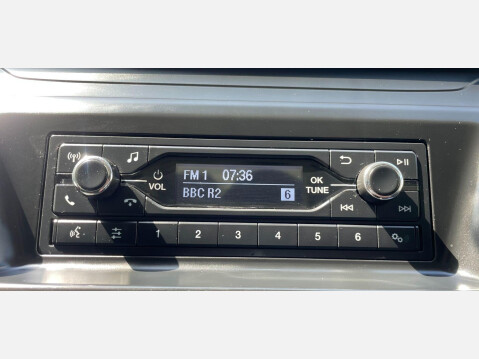 FM 1 07:36
BBC R2 6
VOL
OK
TUNE
1 2 3 4 5 6